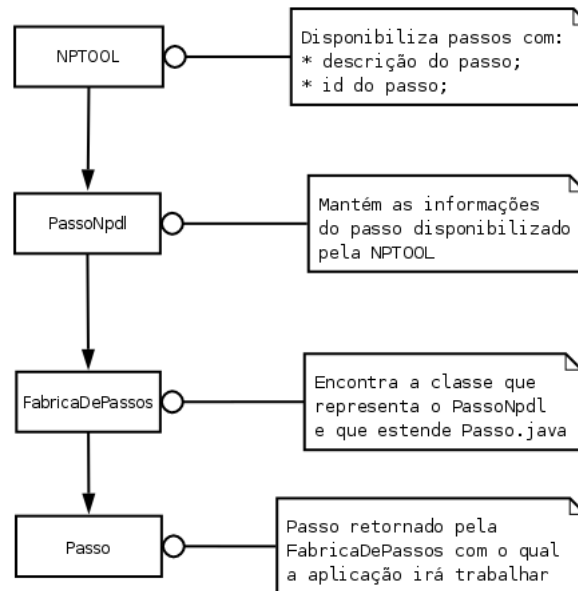 NPTOOL
Disponibiliza passos com:
* descrição do passo;
* id do passo;
PassoNpdl
Mantém as informações
do passo disponibilizado
pela NPTOOL
FabricaDePassos
Encontra a classe que
representa o PassoNpdl
e que estende Passo.java
Passo
Passo retornado pela
FabricaDePassos com o qual
a aplicação irá trabalhar